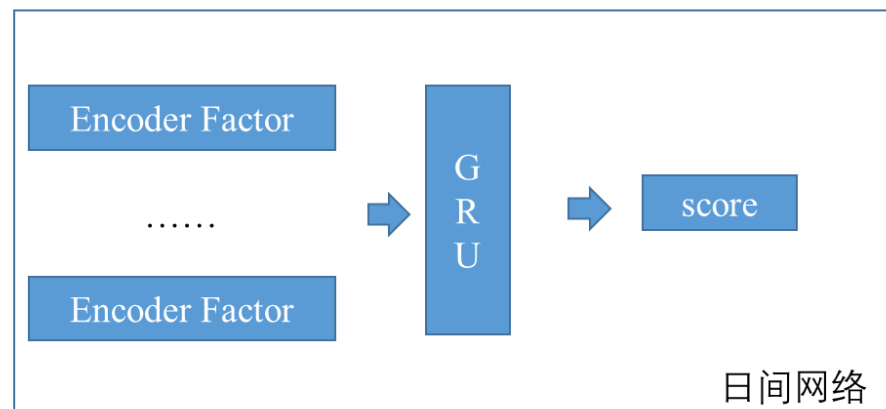 Encoder Factor
……
Encoder Factor
G
R
U
score
日间网络